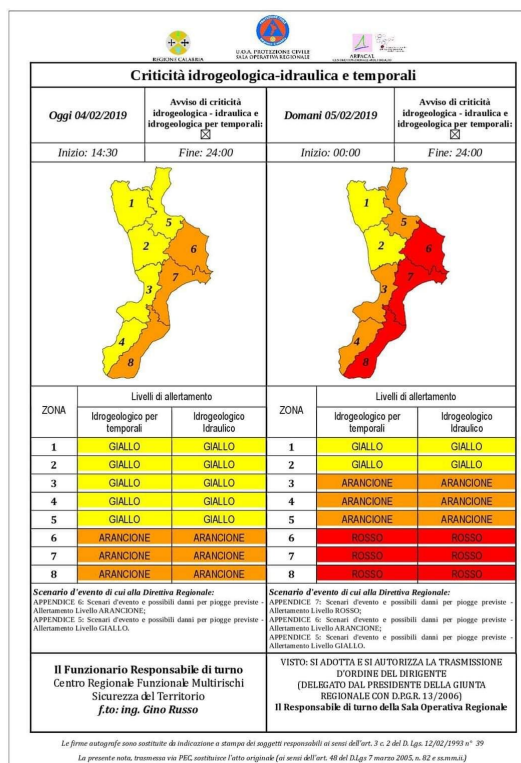 REGIONE CALABRIA
U.O.A. PROTEZIONE CIVILE
SALA OPERATIVA REGIONALE
ARPACAL
Criticità idrogeologica-idraulica e temporali
Oggi 04/02/2019
Avviso di criticità
idrogeologica - idraulica e
idrogeologica per temporali:
☒
Domani 05/02/2019
Avviso di criticità
idrogeologica - idraulica e
idrogeologica per temporali:
☒
Inizio: 14:30
Fine: 24:00
Inizio: 00:00
Fine: 24:00
1
5
2
6
7
3
4
8
1
5
2
6
7
3
4
8
ZONA
Livelli di allertamento
Idrogeologico per
temporali
Idrogeologico
Idraulico
1 GIALLO GIALLO
2 GIALLO GIALLO
3 GIALLO GIALLO
4 GIALLO GIALLO
5 GIALLO GIALLO
6 ARANCIONE ARANCIONE
7 ARANCIONE ARANCIONE
8 ARANCIONE ARANCIONE
ZONA
Livelli di allertamento
Idrogeologico per
temporali
Idrogeologico
Idraulico
1 GIALLO GIALLO
2 GIALLO GIALLO
3 ARANCIONE ARANCIONE
4 ARANCIONE ARANCIONE
5 ARANCIONE ARANCIONE
6 ROSSO ROSSO
7 ROSSO ROSSO
8 ROSSO ROSSO
Scenario d'evento di cui alla Direttiva Regionale:
APPENDICE 6: Scenari d'evento e possibili danni per piogge previste -
Allertamento Livello ARANCIONE;
APPENDICE 5: Scenari d'evento e possibili danni per piogge previste -
Allertamento Livello GIALLO.
Scenario d'evento di cui alla Direttiva Regionale:
APPENDICE 7: Scenari d'evento e possibili danni per piogge previste -
Allertamento Livello ROSSO;
APPENDICE 6: Scenari d'evento e possibili danni per piogge previste -
Allertamento Livello ARANCIONE;
APPENDICE 5: Scenari d'evento e possibili danni per piogge previste -
Allertamento Livello GIALLO.
Il Funzionario Responsabile di turno
Centro Regionale Funzionale Multirischi
Sicurezza del Territorio
f.to: ing. Gino Russo
VISTO: SI ADOTTA E SI AUTORIZZA LA TRASMISSIONE
D'ORDINE DEL DIRIGENTE
(DELEGATO DAL PRESIDENTE DELLA GIUNTA
REGIONALE CON D.P.G.R. 13/2006)
Il Responsabile di turno della Sala Operativa Regionale
Le firme autografe sono sostituite da indicazione a stampa dei soggetti responsabili ai sensi dell'art. 3 c. 2 del D. Lgs. 12/02/1993 n° 39
La presente nota, trasmessa via PEC, sostituisce l'atto originale (ai sensi dell'art. 48 del D.Lgs 7 marzo 2005, n. 82 e ss.mm.ii.)